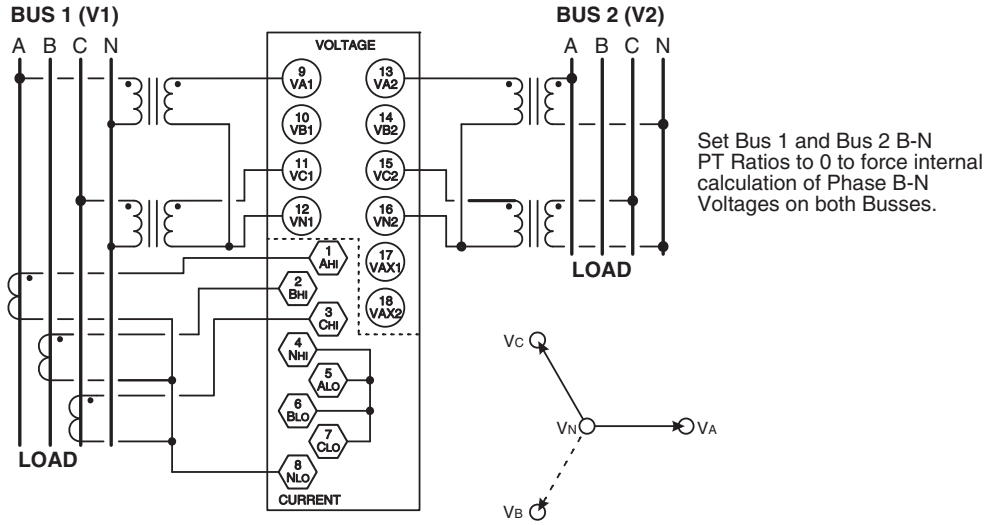 BUS 1 (V1)
A B C N
BUS 2 (V2)
A B C N
VOLTAGE
9
VA1
13
VA2
10
VB1
14
VB2
11
VC1
15
VC2
12
VN1
16
VN2
1
AHI
17
VAX1
2
BHI
18
VAX2
3
CHI
4
NHI
5
ALO
6
BLO
7
CLO
8
NLO
CURRENT
LOAD
LOAD
Set Bus 1 and Bus 2 B-N
PT Ratios to 0 to force internal
calculation of Phase B-N
Voltages on both Busses.
VC
VN
VA
VB